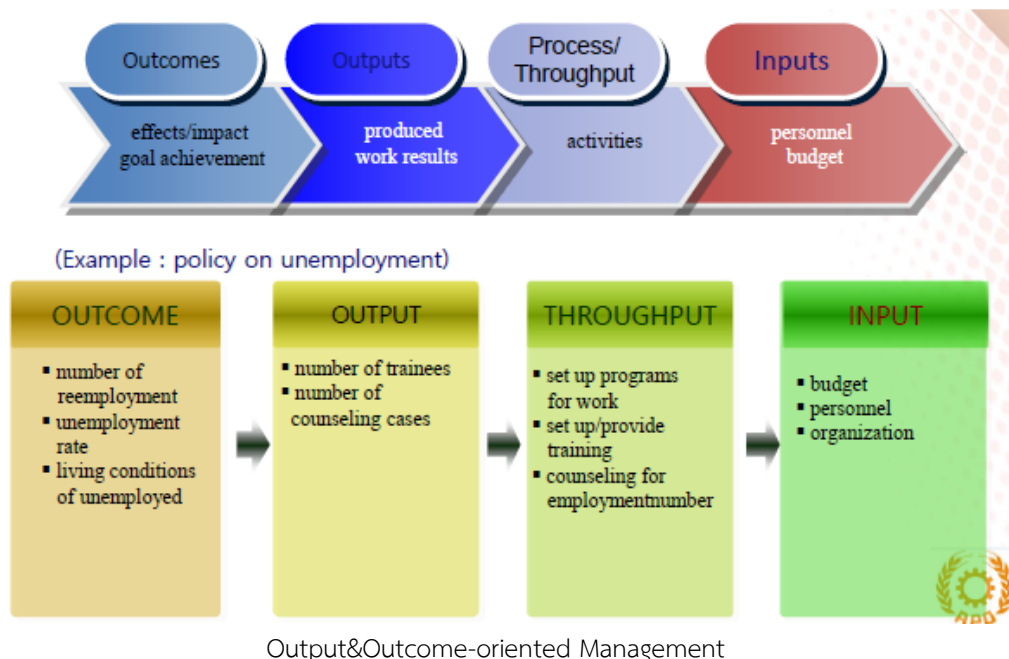 Outcomes
Outputs
Process/
Throughput
Inputs
effects/impact
goal achievement
produced
work results
activities
personnel
budget
(Example : policy on unemployment)
OUTCOME
▪ number of
reemployment
▪ unemployment
rate
▪ living conditions
of unemployed
OUTPUT
▪ number of trainees
▪ number of
counseling cases
THROUGHPUT
▪ set up programs
for work
▪ set up/provide
training
▪ counseling for
employmentnumber
INPUT
▪ budget
▪ personnel
▪ organization
APO
Output&Outcome-oriented Management